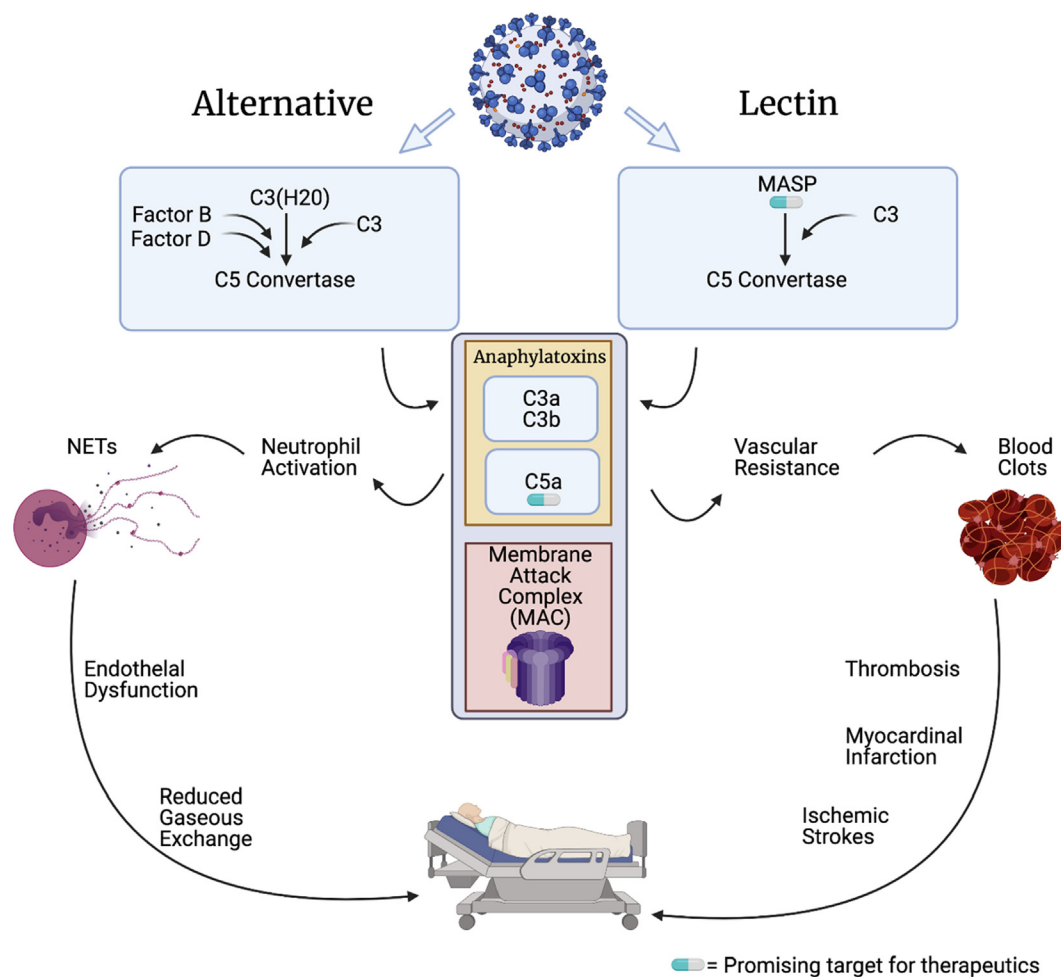 Alternative
Lectin
Factor B
Factor D
C3(H20)
C3
C5 Convertase
MASP
C3
C5 Convertase
Anaphylatoxins
C3a
C3b
C5a
Membrane
Attack
Complex
(MAC)
NETs
Neutrophil
Activation
Vascular
Resistance
Blood
Clots
Endothelal
Dysfunction
Reduced
Gaseous
Exchange
Thrombosis
Myocardinal
Infarction
Ischemic
Strokes
= Promising target for therapeutics